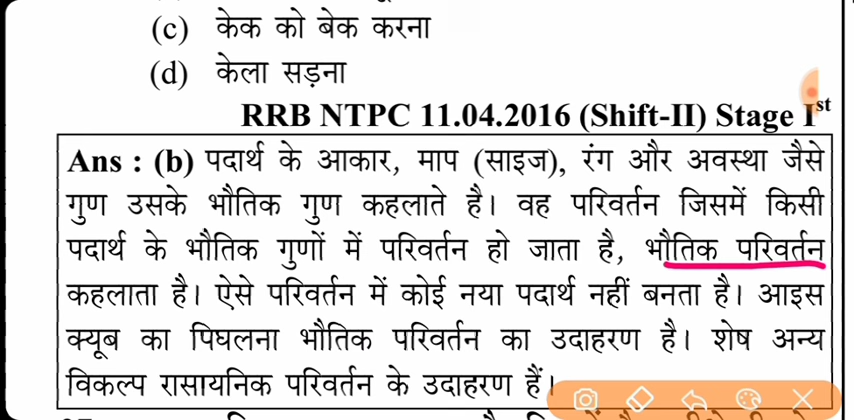 (c) केक को बेक करना
(d) केला सड़ना
RRB NTPC 11.04.2016 (Shift-II) Stage Ist
Ans : (b) पदार्थ के आकार, माप (साइज), रंग और अवस्था जैसे
गुण उसके भौतिक गुण कहलाते है। वह परिवर्तन जिसमें किसी
पदार्थ के भौतिक गुणों में परिवर्तन हो जाता है, भौतिक परिवर्तन
कहलाता है। ऐसे परिवर्तन में कोई नया पदार्थ नहीं बनता है। आइस
क्यूब का पिघलना भौतिक परिवर्तन का उदाहरण है। शेष अन्य
विकल्प रासायनिक परिवर्तन के उदाहरण हैं।